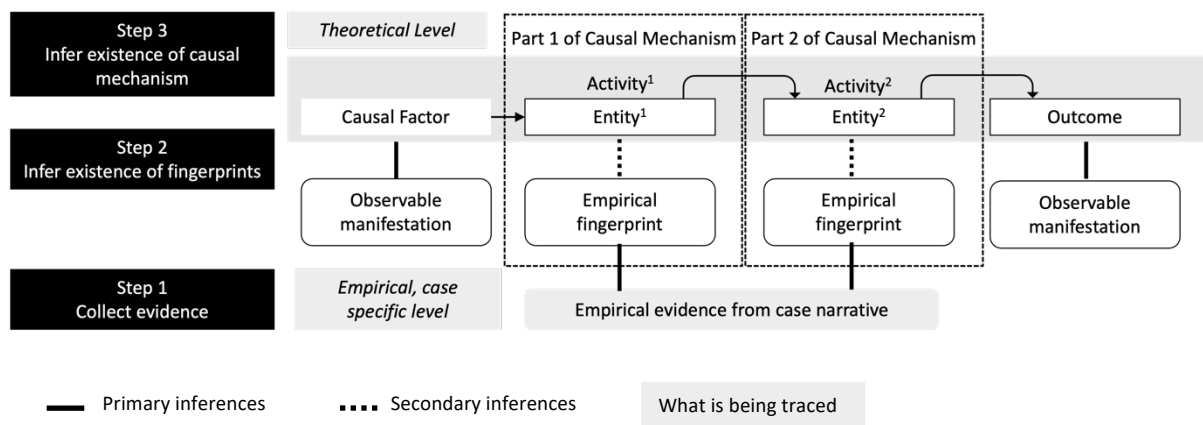 Step 3
Infer existence of causal
mechanism
Theoretical Level
Part 1 of Causal Mechanism
Part 2 of Causal Mechanism
Activity¹
Activity²
Causal Factor
Entity¹
Entity²
Outcome
Step 2
Infer existence of fingerprints
Observable
manifestation
Empirical
fingerprint
Empirical
fingerprint
Observable
manifestation
Step 1
Collect evidence
Empirical, case
specific level
Empirical evidence from case narrative
Primary inferences
Secondary inferences
What is being traced